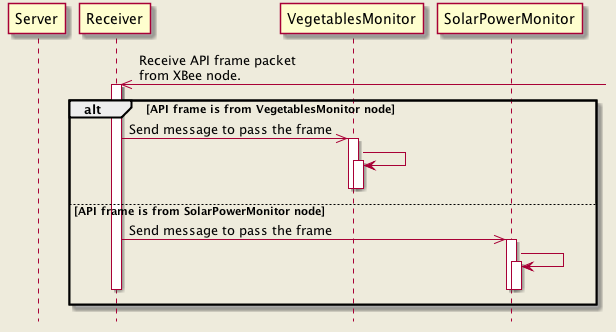 Server Receiver VegetablesMonitor SolarPowerMonitor
Receive API frame packet
from XBee node.
alt [API frame is from VegetablesMonitor node]
Send message to pass the frame
[API frame is from SolarPowerMonitor node]
Send message to pass the frame